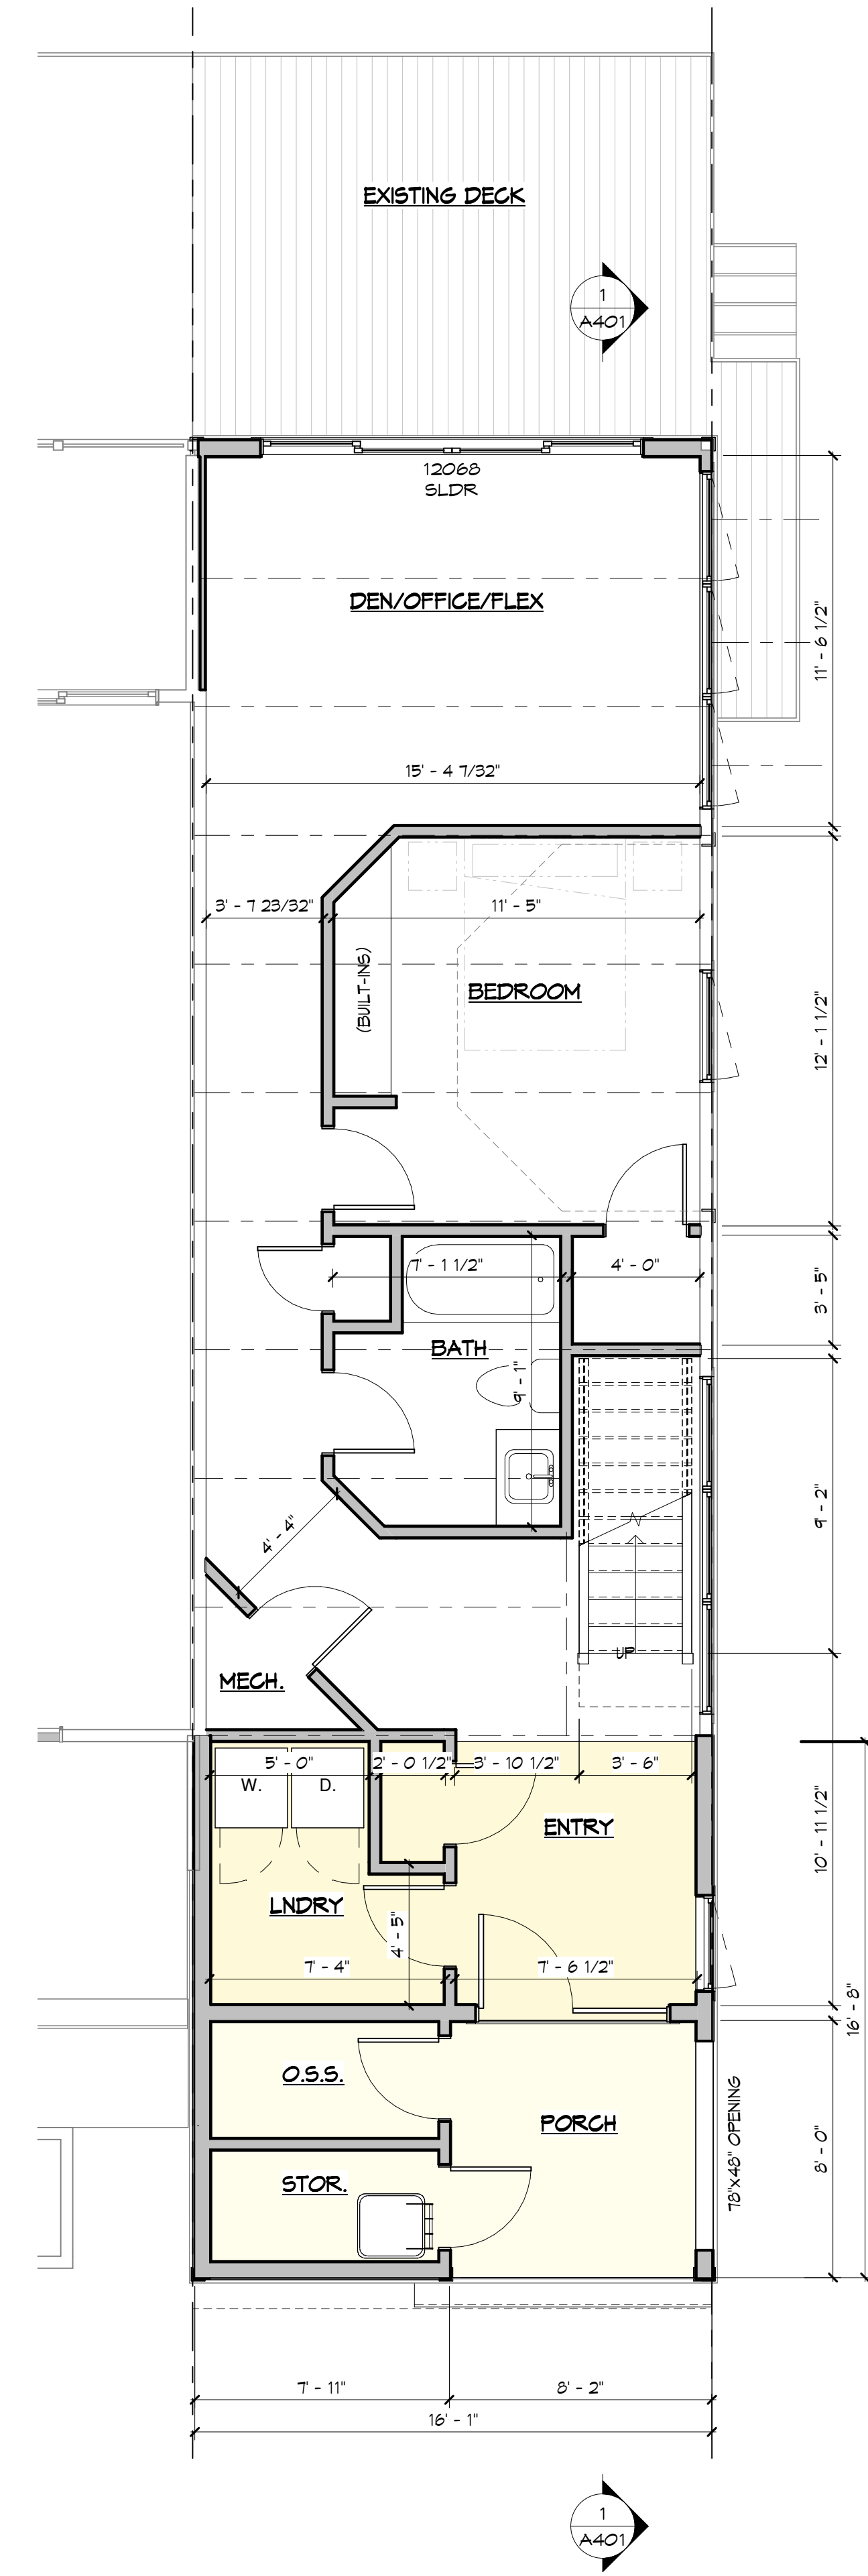 EXISTING DECK
1
A401
12068
SLDR
DEN/OFFICE/FLEX
11' - 6 1/2"
15' - 4 7/32"
3' - 7 23/32"
11' - 5"
(BUILT-INS)
BEDROOM
12' - 1 1/2"
7' - 1 1/2"
4' - 0"
3' - 5"
BATH
9' - 1"
9' - 2"
4' - 4"
UP
MECH.
5' - 0"
2' - 0 1/2"
3' - 10 1/2"
3' - 6"
W.
D.
ENTRY
10' - 11 1/2"
LNDRY
4' - 5"
7' - 4"
7' - 6 1/2"
16' - 8"
O.S.S.
PORCH
78"x48" OPENING
8' - 0"
STOR.
7' - 11"
8' - 2"
16' - 1"
1
A401